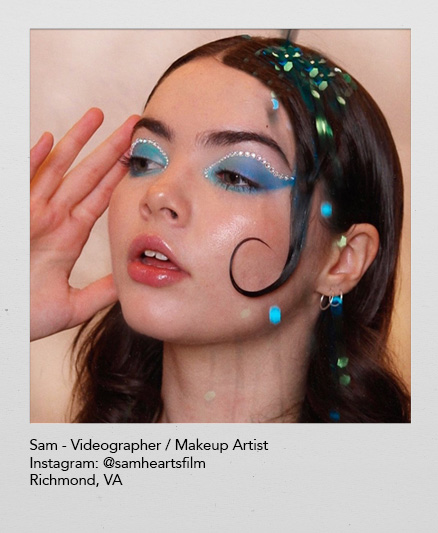 Sam - Videographer / Makeup Artist
Instagram: @samheartsfilm
Richmond, VA